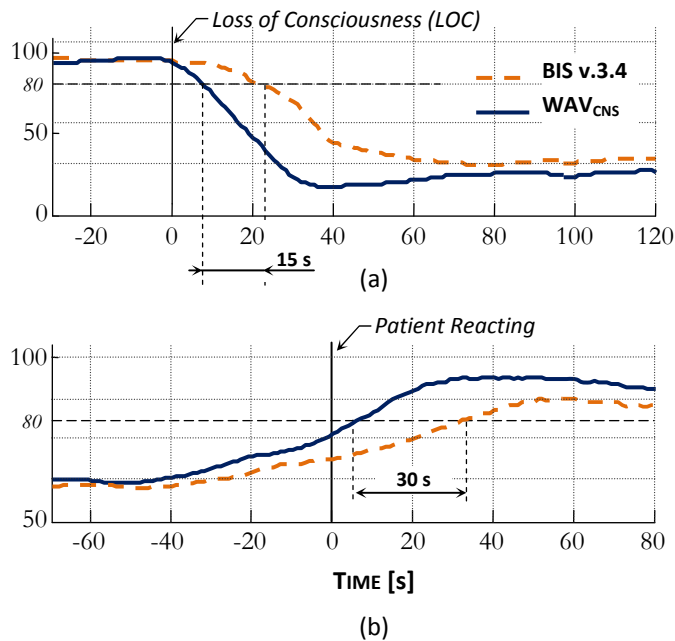 Loss of Consciousness (LOC)
100
80
50
0
BIS v.3.4
WAVCNS
-20 0 20 40 60 80 100 120
15 s
(a)
Patient Reacting
100
80
50
30 s
-60 -40 -20 0 20 40 60 80
TIME [s]
(b)